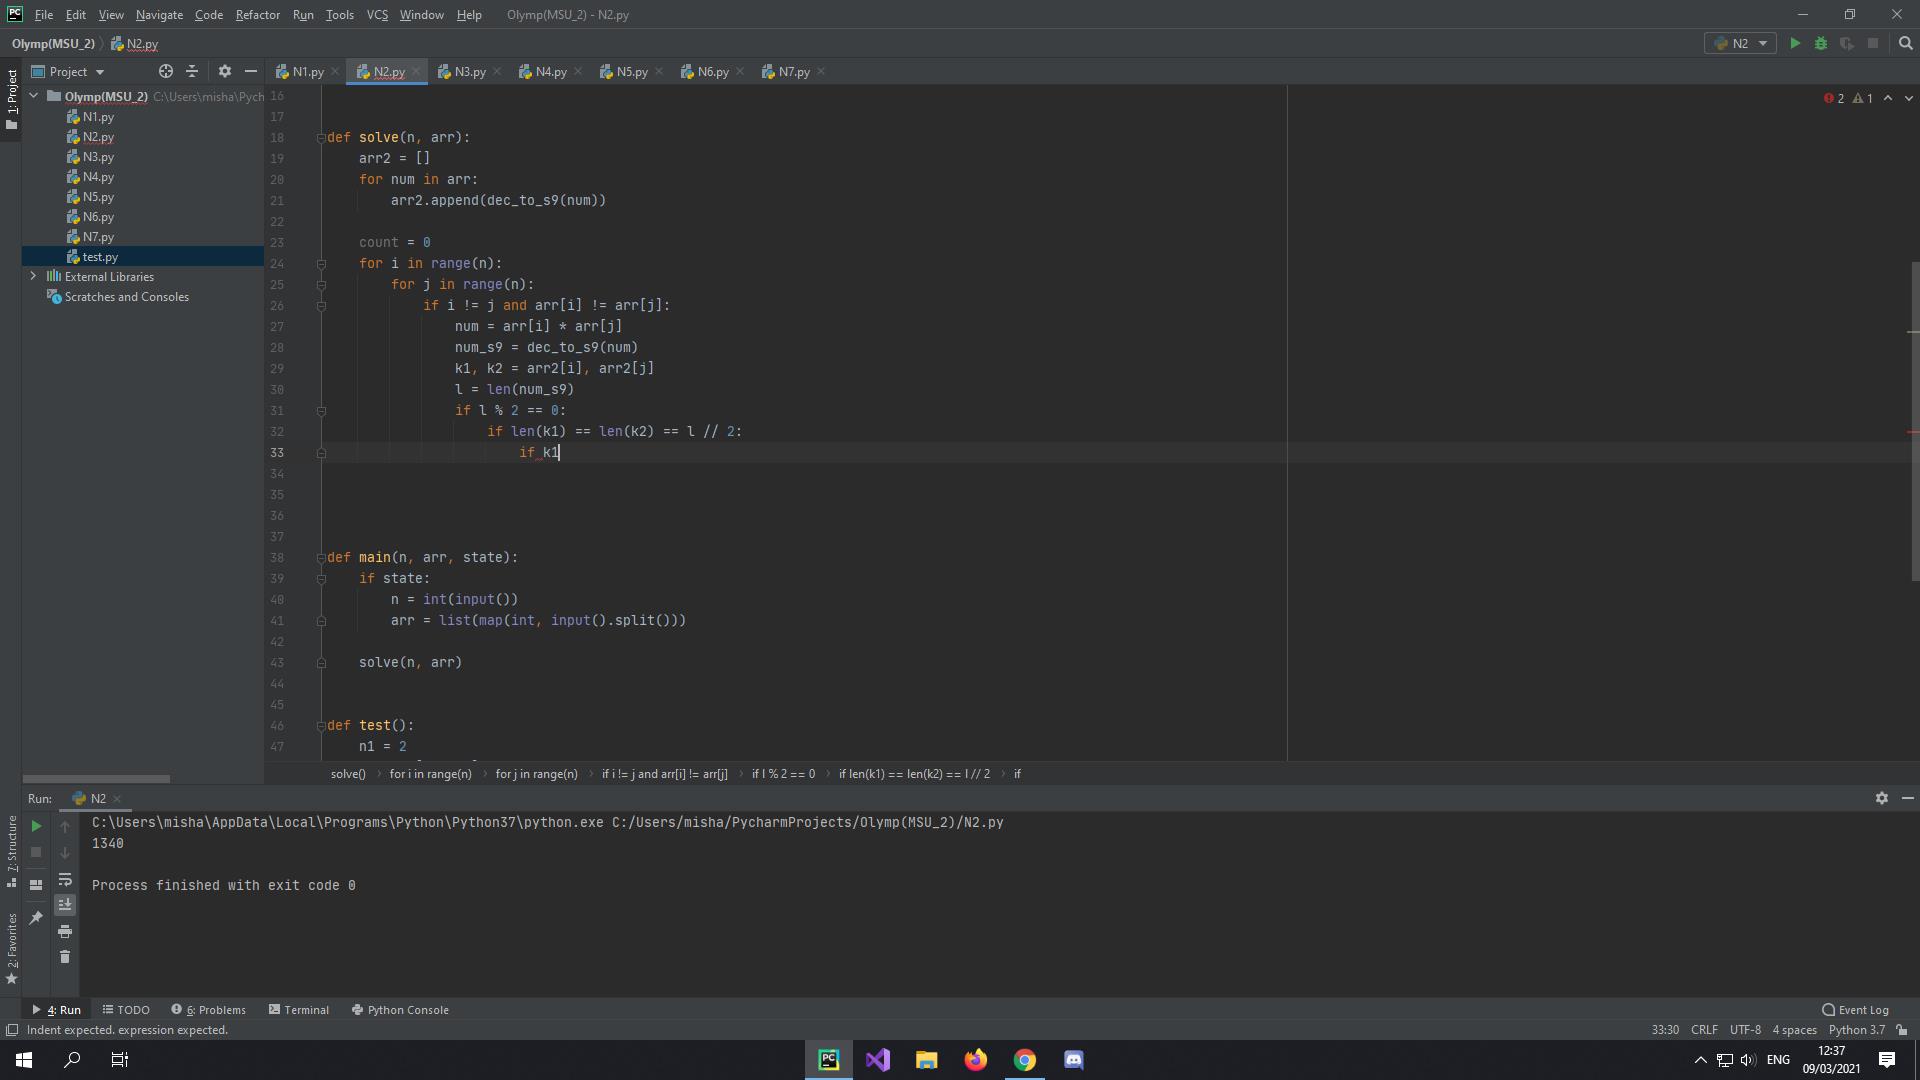 PC File Edit View Navigate Code Refactor Run Tools VCS Window Help Olymp(MSU_2) - N2.py
Olymp(MSU_2) N2.py N2
Project N1.py N2.py N3.py N4.py N5.py N6.py N7.py
1: Project
Olymp(MSU_2) C:\Users\misha\Pych
N1.py
N2.py
N3.py
N4.py
N5.py
N6.py
N7.py
test.py
External Libraries
Scratches and Consoles
2 1
16
17
18 def solve(n, arr):
19 arr2 = []
20 for num in arr:
21 arr2.append(dec_to_s9(num))
22
23 count = 0
24 for i in range(n):
25 for j in range(n):
26 if i != j and arr[i] != arr[j]:
27 num = arr[i] * arr[j]
28 num_s9 = dec_to_s9(num)
29 k1, k2 = arr2[i], arr2[j]
30 l = len(num_s9)
31 if l % 2 == 0:
32 if len(k1) == len(k2) == l // 2:
33 if k1
34
35
36
37
38 def main(n, arr, state):
39 if state:
40 n = int(input())
41 arr = list(map(int, input().split()))
42
43 solve(n, arr)
44
45
46 def test():
47 n1 = 2
solve() for i in range(n) for j in range(n) if i != j and arr[i] != arr[j] if l % 2 == 0 if len(k1) == len(k2) == l // 2 if
Run: N2
C:\Users\misha\AppData\Local\Programs\Python\Python37\python.exe C:/Users/misha/PycharmProjects/Olymp(MSU_2)/N2.py
1340
Process finished with exit code 0
7: Structure
2: Favorites
4: Run TODO 6: Problems Terminal Python Console Event Log
Indent expected. expression expected. 33:30 CRLF UTF-8 4 spaces Python 3.7
PC ENG 12:37
09/03/2021